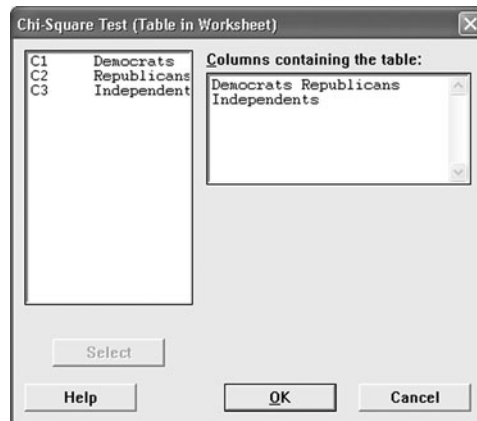 Chi-Square Test (Table in Worksheet)
C1 Democrats
C2 Republicans
C3 Independent
Columns containing the table:
Democrats Republicans
Independents
Select
Help
OK
Cancel